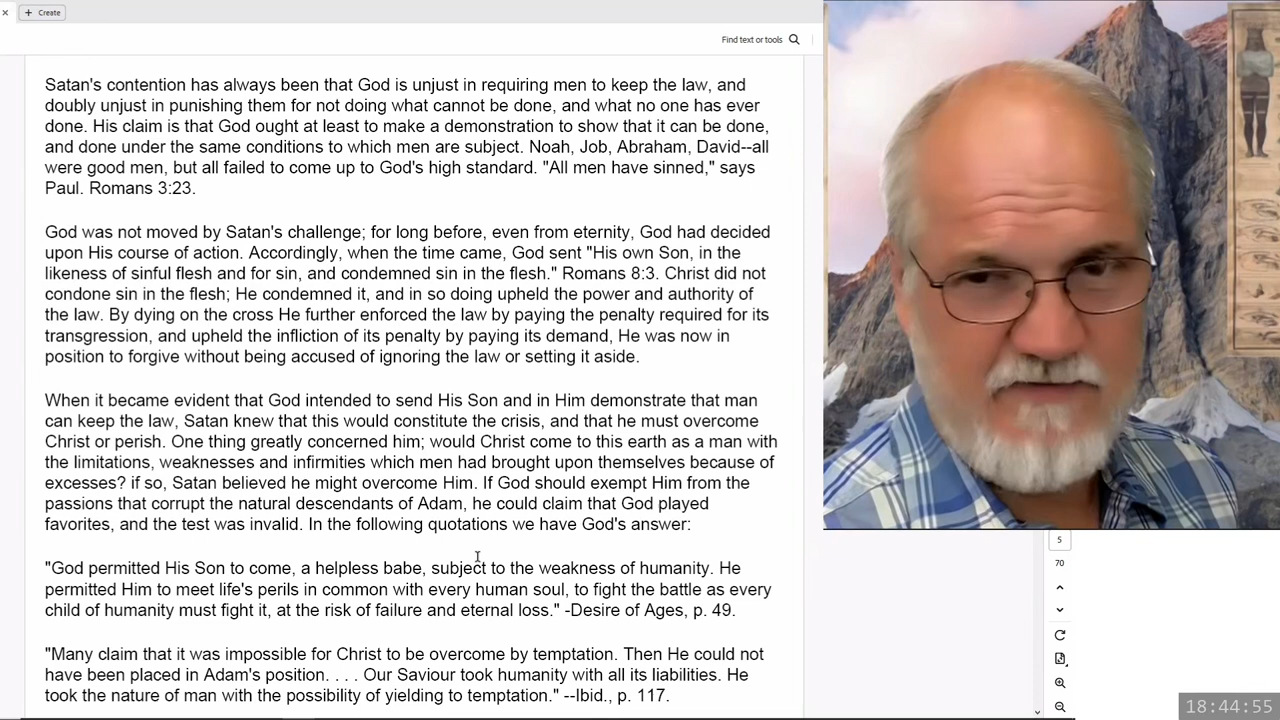 Create
Find text or tools
Satan's contention has always been that God is unjust in requiring men to keep the law, and
doubly unjust in punishing them for not doing what cannot be done, and what no one has ever
done. His claim is that God ought at least to make a demonstration to show that it can be done,
and done under the same conditions to which men are subject. Noah, Job, Abraham, David--all
were good men, but all failed to come up to God's high standard. "All men have sinned," says
Paul. Romans 3:23.
God was not moved by Satan's challenge; for long before, even from eternity, God had decided
upon His course of action. Accordingly, when the time came, God sent "His own Son, in the
likeness of sinful flesh and for sin, and condemned sin in the flesh." Romans 8:3. Christ did not
condone sin in the flesh; He condemned it, and in so doing upheld the power and authority of
the law. By dying on the cross He further enforced the law by paying the penalty required for its
transgression, and upheld the infliction of its penalty by paying its demand, He was now in
position to forgive without being accused of ignoring the law or setting it aside.
When it became evident that God intended to send His Son and in Him demonstrate that man
can keep the law, Satan knew that this would constitute the crisis, and that he must overcome
Christ or perish. One thing greatly concerned him; would Christ come to this earth as a man with
the limitations, weaknesses and infirmities which men had brought upon themselves because of
excesses? if so, Satan believed he might overcome Him. If God should exempt Him from the
passions that corrupt the natural descendants of Adam, he could claim that God played
favorites, and the test was invalid. In the following quotations we have God's answer:
"God permitted His Son to come, a helpless babe, subject to the weakness of humanity. He
permitted Him to meet life's perils in common with every human soul, to fight the battle as every
child of humanity must fight it, at the risk of failure and eternal loss." -Desire of Ages, p. 49.
"Many claim that it was impossible for Christ to be overcome by temptation. Then He could not
have been placed in Adam's position. . . . Our Saviour took humanity with all its liabilities. He
took the nature of man with the possibility of yielding to temptation." --Ibid., p. 117.
5
70
18:44:55